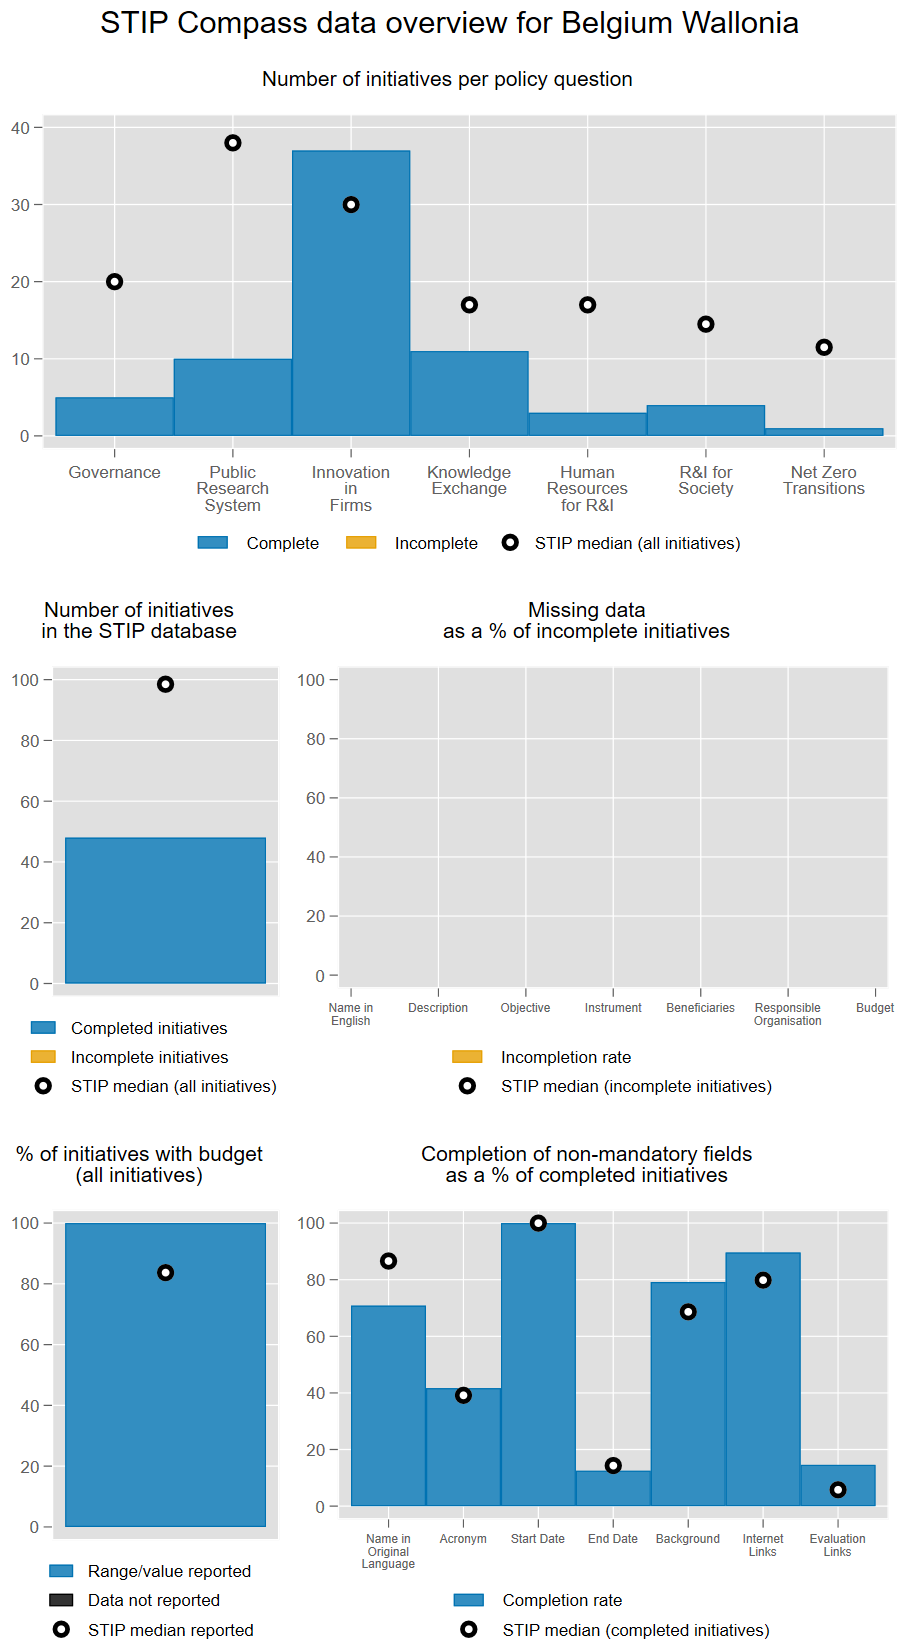 STIP Compass data overview for Belgium Wallonia
Number of initiatives per policy question
40
30
20
10
0
Governance
Public
Research
System
Innovation
in
Firms
Knowledge
Exchange
Human
Resources
for R&I
R&I for
Society
Net Zero
Transitions
Complete
Incomplete
STIP median (all initiatives)
Number of initiatives
in the STIP database
100
80
60
40
20
0
Completed initiatives
Incomplete initiatives
STIP median (all initiatives)
Missing data
as a % of incomplete initiatives
100
80
60
40
20
0
Name in
English
Description
Objective
Instrument
Beneficiaries
Responsible
Organisation
Budget
Incompletion rate
STIP median (incomplete initiatives)
% of initiatives with budget
(all initiatives)
100
80
60
40
20
0
Range/value reported
Data not reported
STIP median reported
Completion of non-mandatory fields
as a % of completed initiatives
100
80
60
40
20
0
Name in
Original
Language
Acronym
Start Date
End Date
Background
Internet
Links
Evaluation
Links
Completion rate
STIP median (completed initiatives)